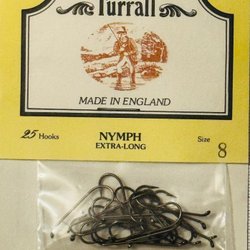 Turrall
MADE IN ENGLAND
25 Hooks NYMPH Size
EXTRA-LONG 8